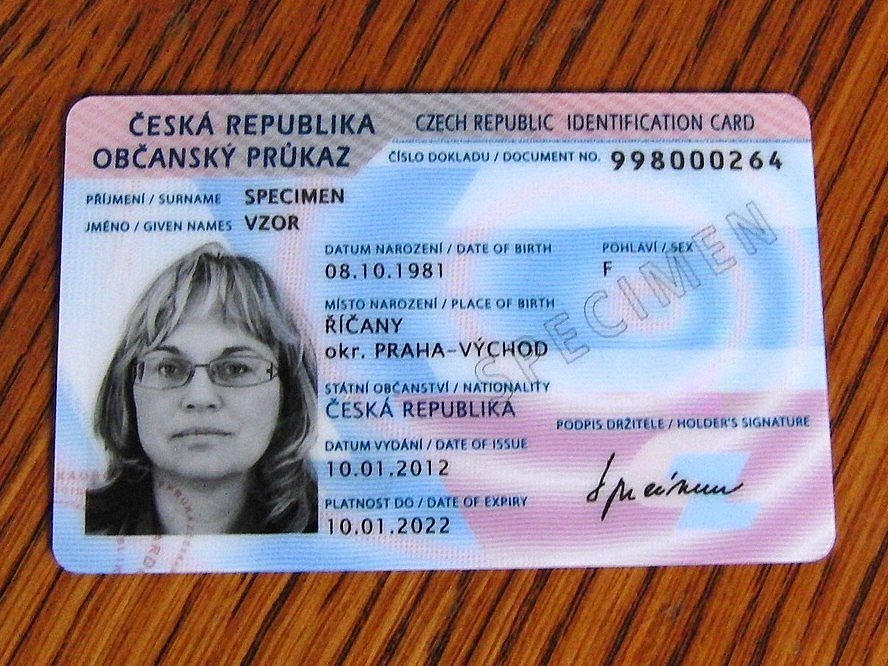 ČESKÁ REPUBLIKA
OBČANSKÝ PRŮKAZ
CZECH REPUBLIC IDENTIFICATION CARD
ČÍSLO DOKLADU / DOCUMENT NO. 998000264
PŘÍJMENÍ / SURNAME SPECIMEN
JMÉNO / GIVEN NAMES VZOR
DATUM NAROZENÍ / DATE OF BIRTH
08.10.1981
POHLAVÍ / SEX
F
SPECIMEN
MÍSTO NAROZENÍ / PLACE OF BIRTH
ŘÍČANY
okr. PRAHA-VÝCHOD
STÁTNÍ OBČANSTVÍ / NATIONALITY
ČESKÁ REPUBLIKA
PODPIS DRŽITELE / HOLDER'S SIGNATURE
Specimen
DATUM VYDÁNÍ / DATE OF ISSUE
10.01.2012
PLATNOST DO / DATE OF EXPIRY
10.01.2022